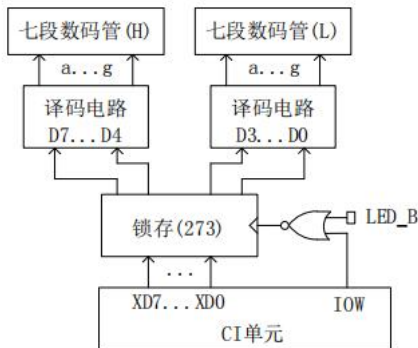 七段数码管(H) 七段数码管(L)
a...g a...g
译码电路 译码电路
D7...D4 D3...D0
锁存(273) LED_B
...
XD7...XD0 IOW
CI单元